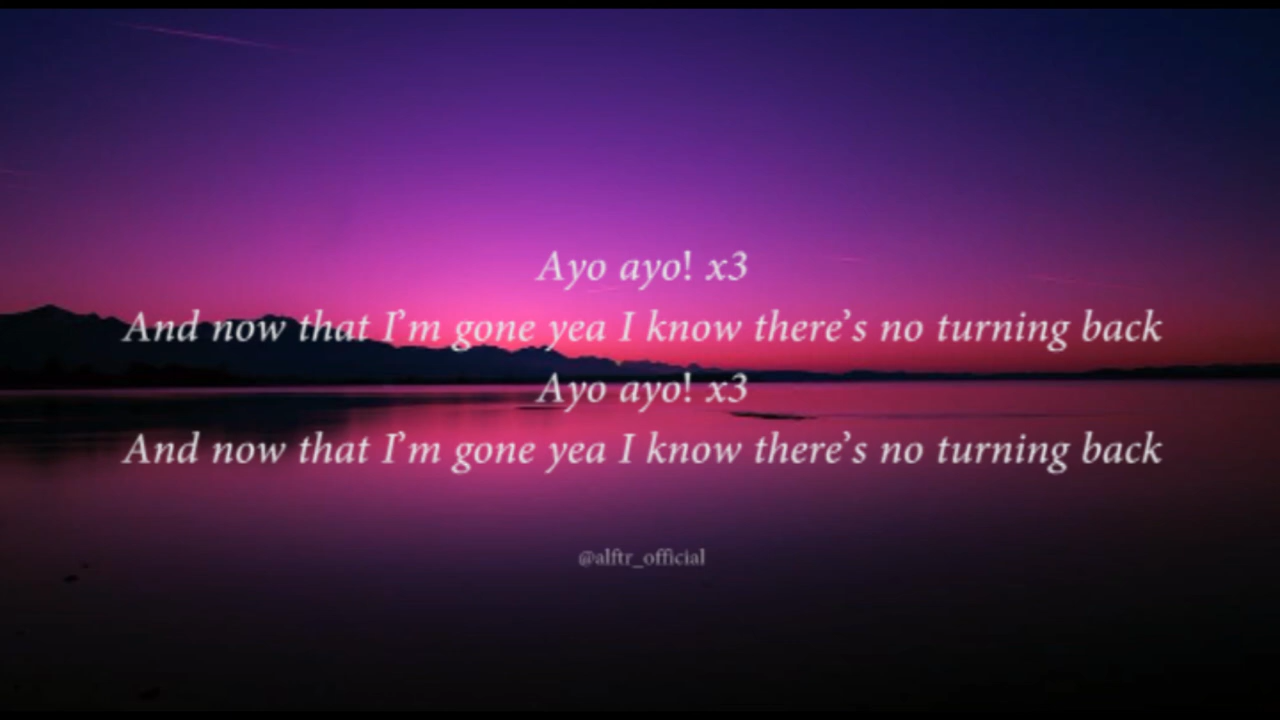 Ayo ayo! x3
And now that I'm gone yea I know there's no turning back
Ayo ayo! x3
And now that I'm gone yea I know there's no turning back
@alftr_official